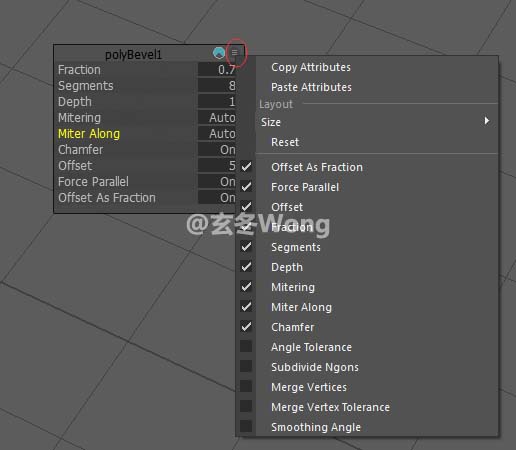 polyBevel1
Fraction 0.7
Segments 8
Depth 1
Mitering Auto
Miter Along Auto
Chamfer On
Offset 5
Force Parallel On
Offset As Fraction On
Copy Attributes
Paste Attributes
Layout
Size
Reset
Offset As Fraction
Force Parallel
Offset
Fraction
Segments
Depth
Mitering
Miter Along
Chamfer
Angle Tolerance
Subdivide Ngons
Merge Vertices
Merge Vertex Tolerance
Smoothing Angle
@玄冬Wong